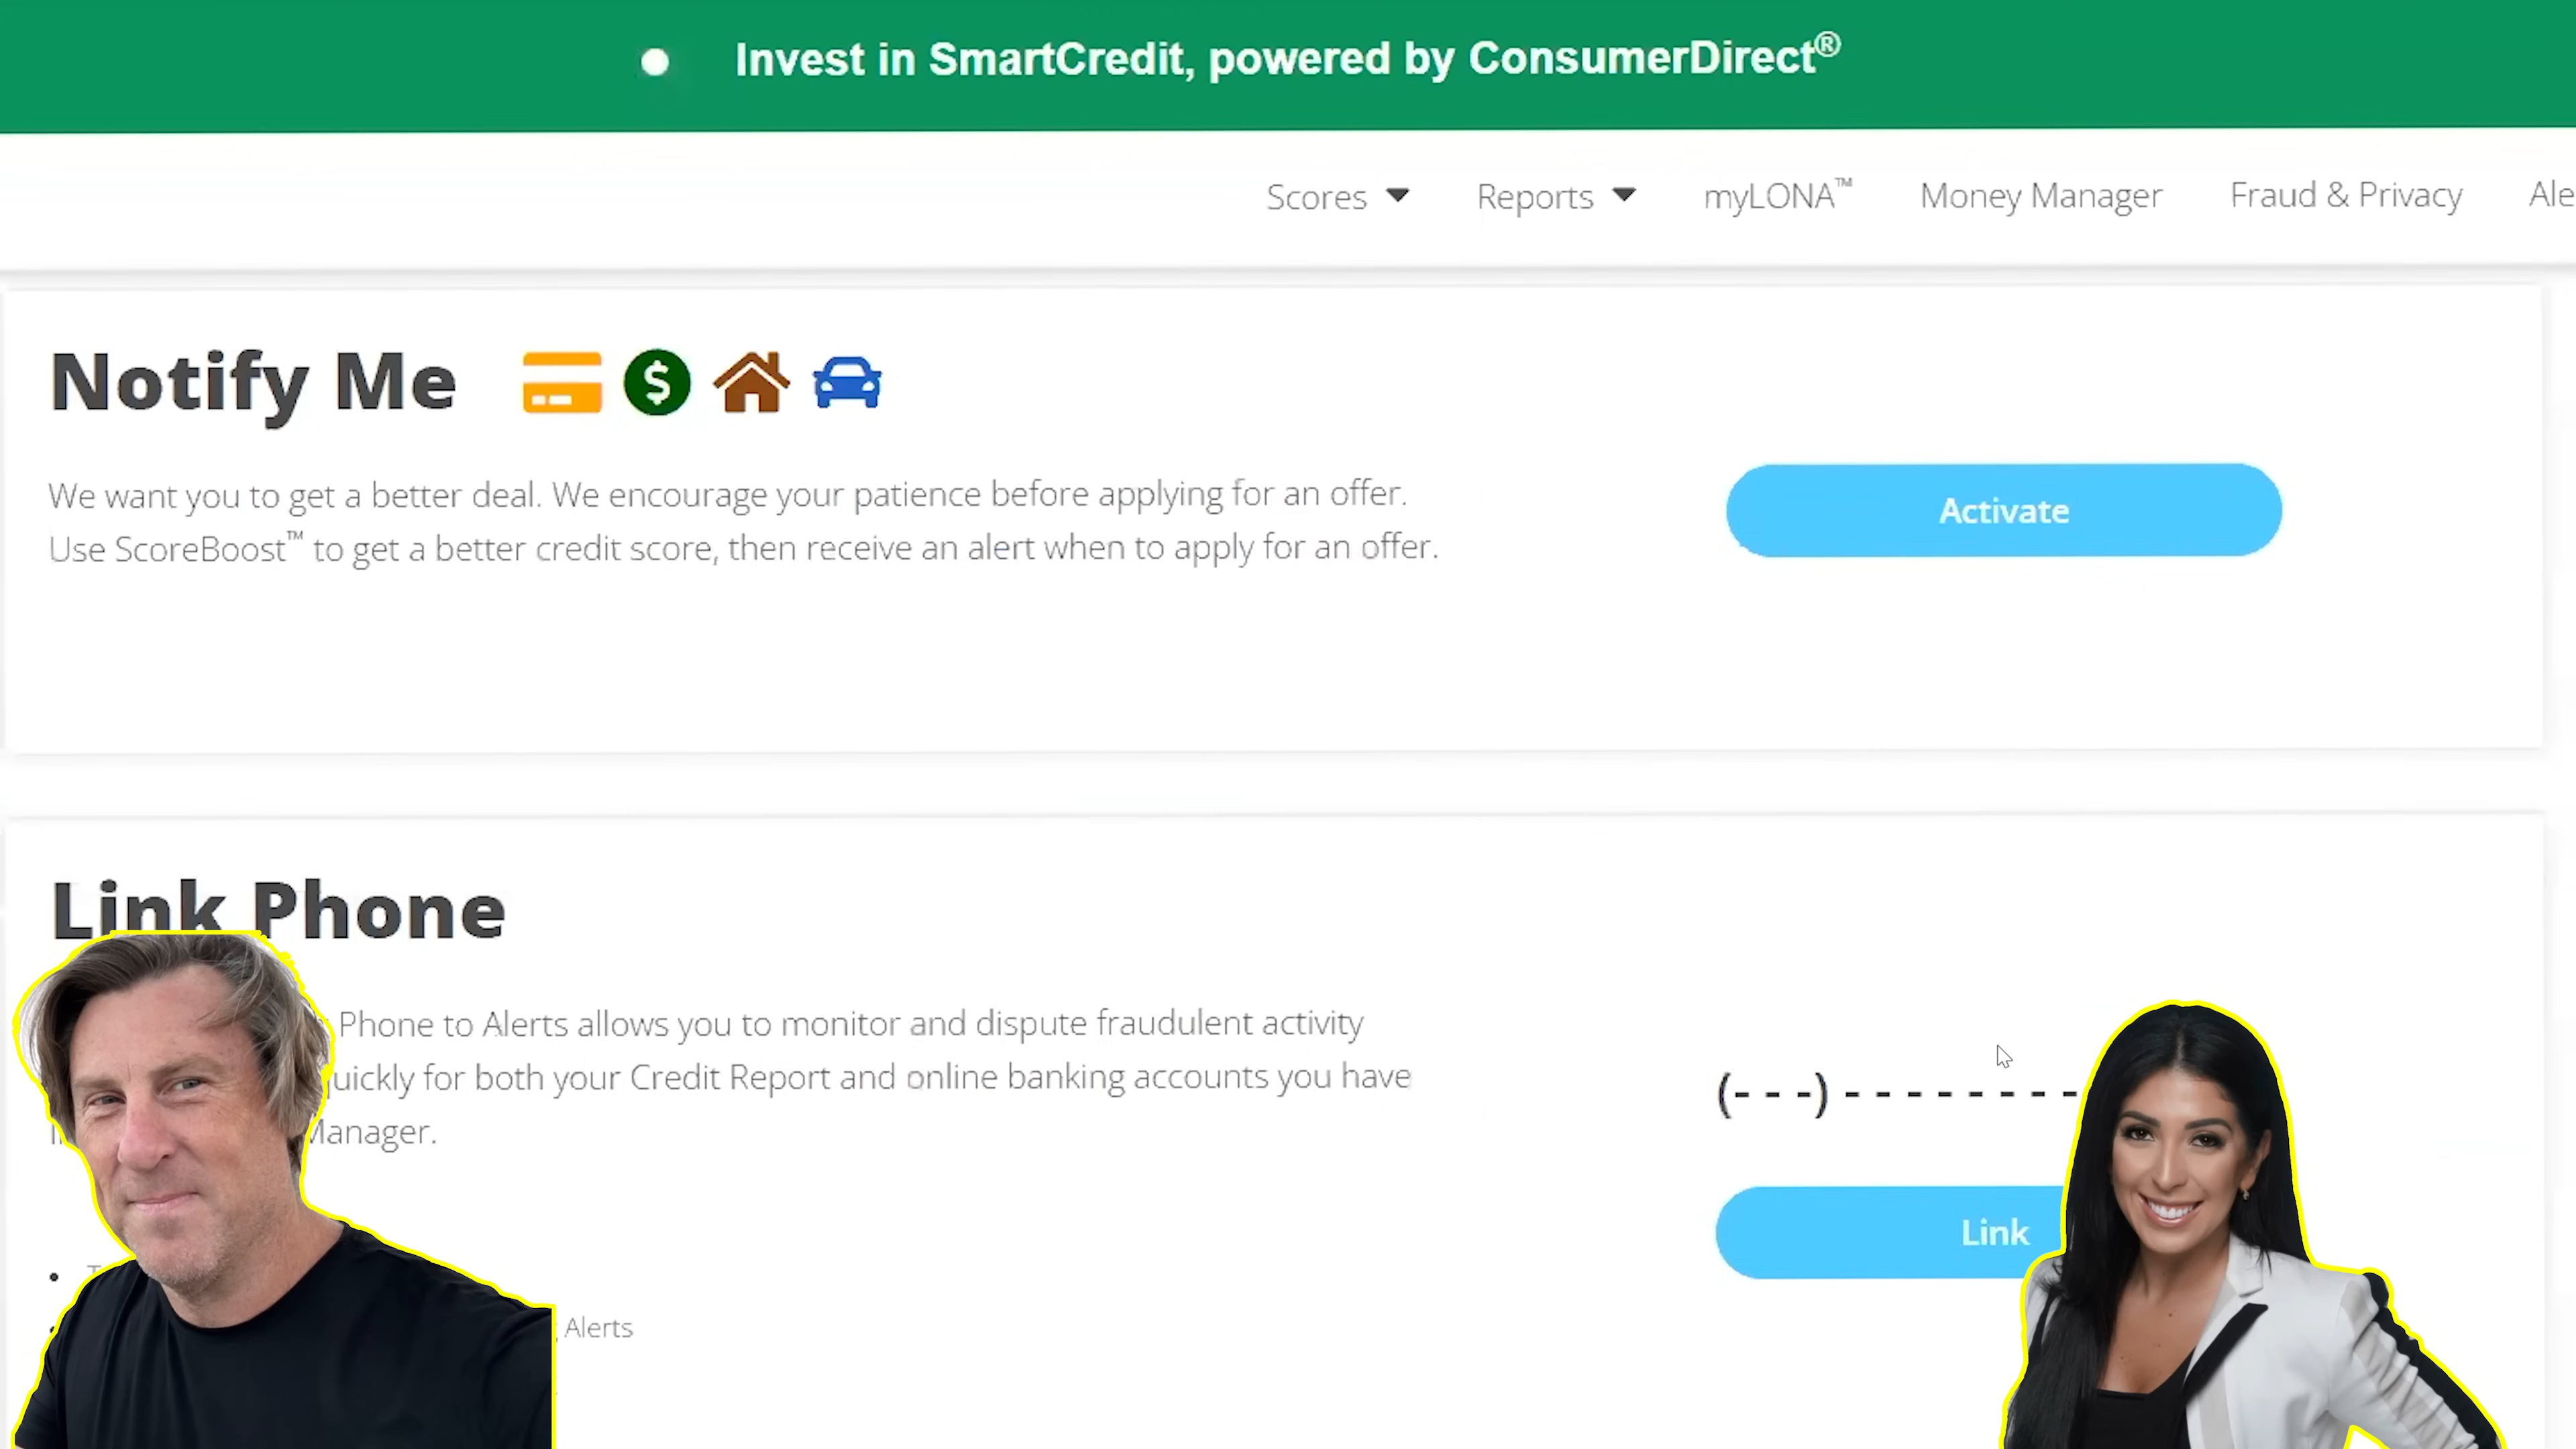 Invest in SmartCredit, powered by ConsumerDirect®
Scores Reports myLONA™ Money Manager Fraud & Privacy
Notify Me
We want you to get a better deal. We encourage your patience before applying for an offer.
Use ScoreBoost™ to get a better credit score, then receive an alert when to apply for an offer.
Activate
Link Phone
Phone to Alerts allows you to monitor and dispute fraudulent activity
for both your Credit Report and online banking accounts you have
Manager.
(---) --------
Link
Alerts